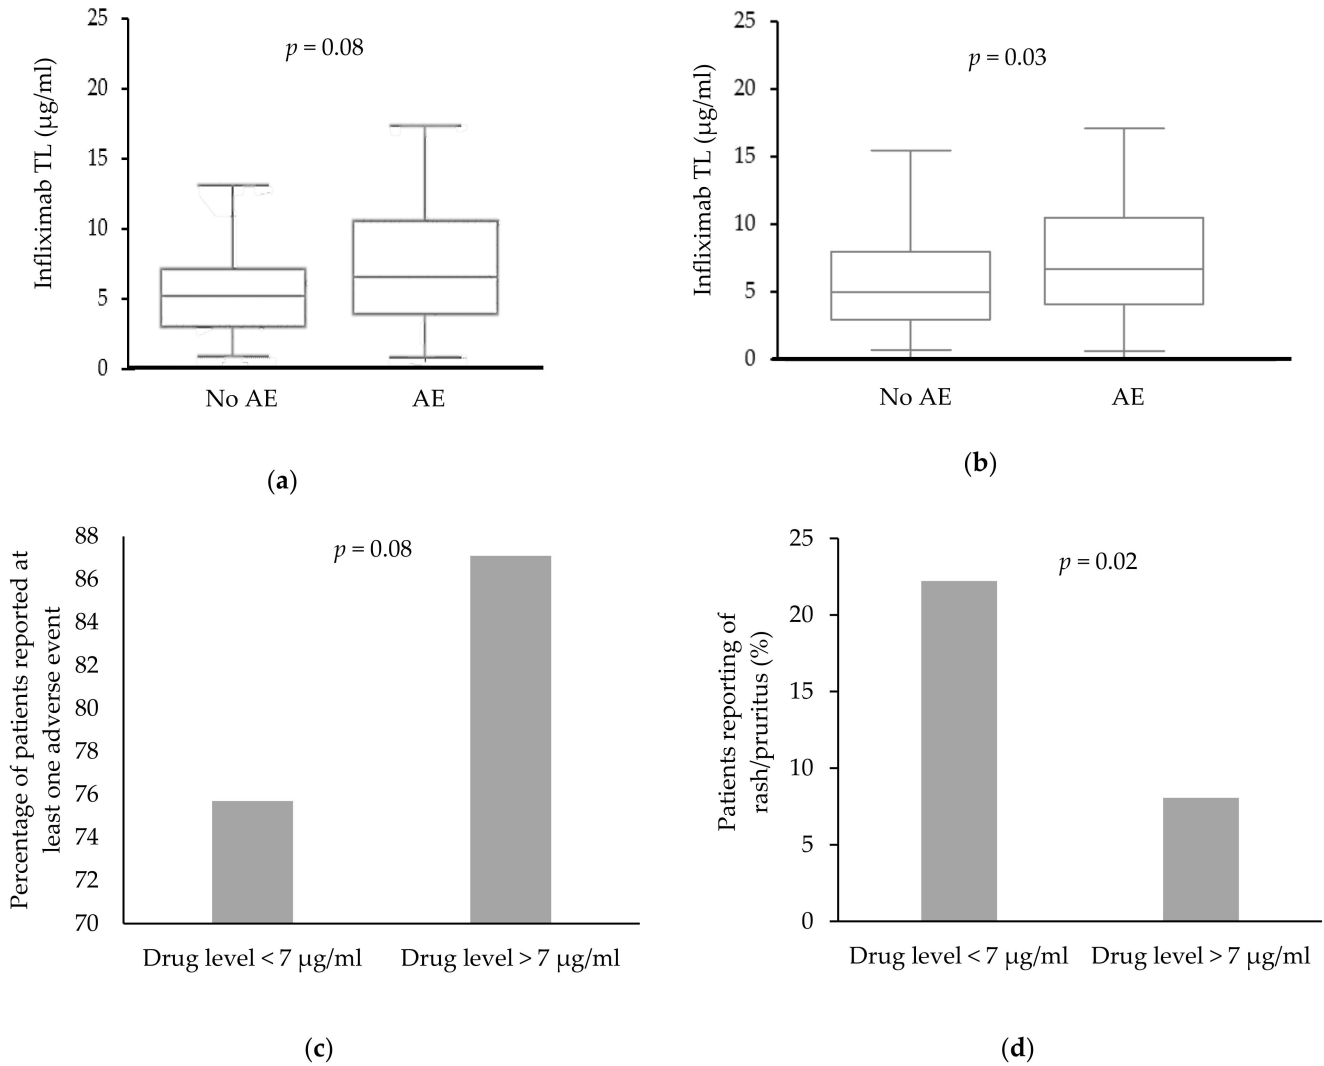 Infliximab TL (µg/ml)
25
20
15
10
5
0
p = 0.08
No AE
AE
(a)
Infliximab TL (µg/ml)
25
20
15
10
5
0
p = 0.03
No AE
AE
(b)
Percentage of patients reported at
least one adverse event
88
86
84
82
80
78
76
74
72
70
p = 0.08
Drug level < 7 µg/ml
Drug level > 7 µg/ml
(c)
Patients reporting of
rash/pruritus (%)
25
20
15
10
5
0
p = 0.02
Drug level < 7 µg/ml
Drug level > 7 µg/ml
(d)